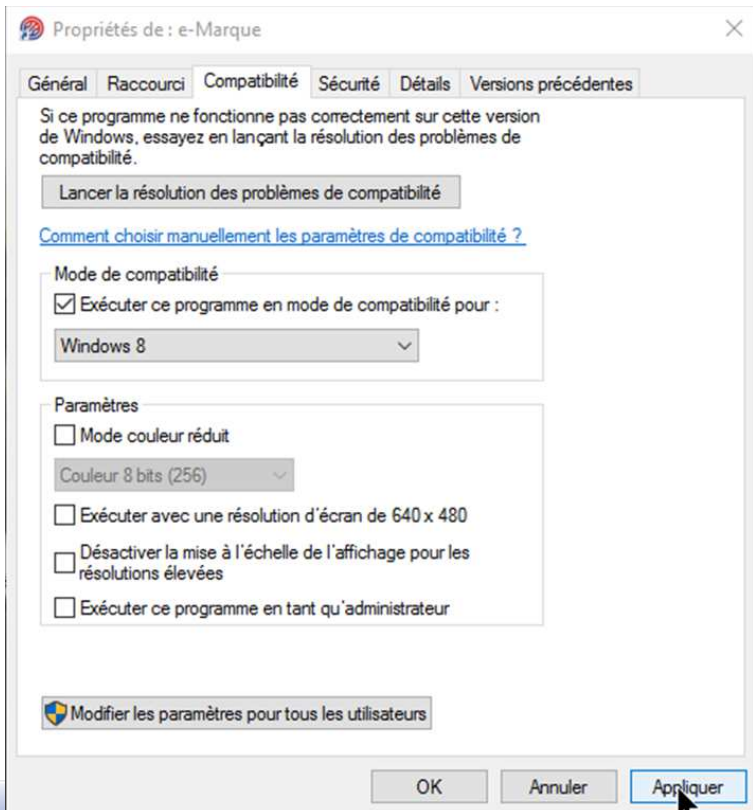 Propriétés de : e-Marque
Général Raccourci Compatibilité Sécurité Détails Versions précédentes
Si ce programme ne fonctionne pas correctement sur cette version
de Windows, essayez en lançant la résolution des problèmes de
compatibilité.
Lancer la résolution des problèmes de compatibilité
Comment choisir manuellement les paramètres de compatibilité ?
Mode de compatibilité
Exécuter ce programme en mode de compatibilité pour :
Windows 8
Paramètres
Mode couleur réduit
Couleur 8 bits (256)
Exécuter avec une résolution d'écran de 640 x 480
Désactiver la mise à l'échelle de l'affichage pour les
résolutions élevées
Exécuter ce programme en tant qu'administrateur
Modifier les paramètres pour tous les utilisateurs
OK Annuler Appliquer